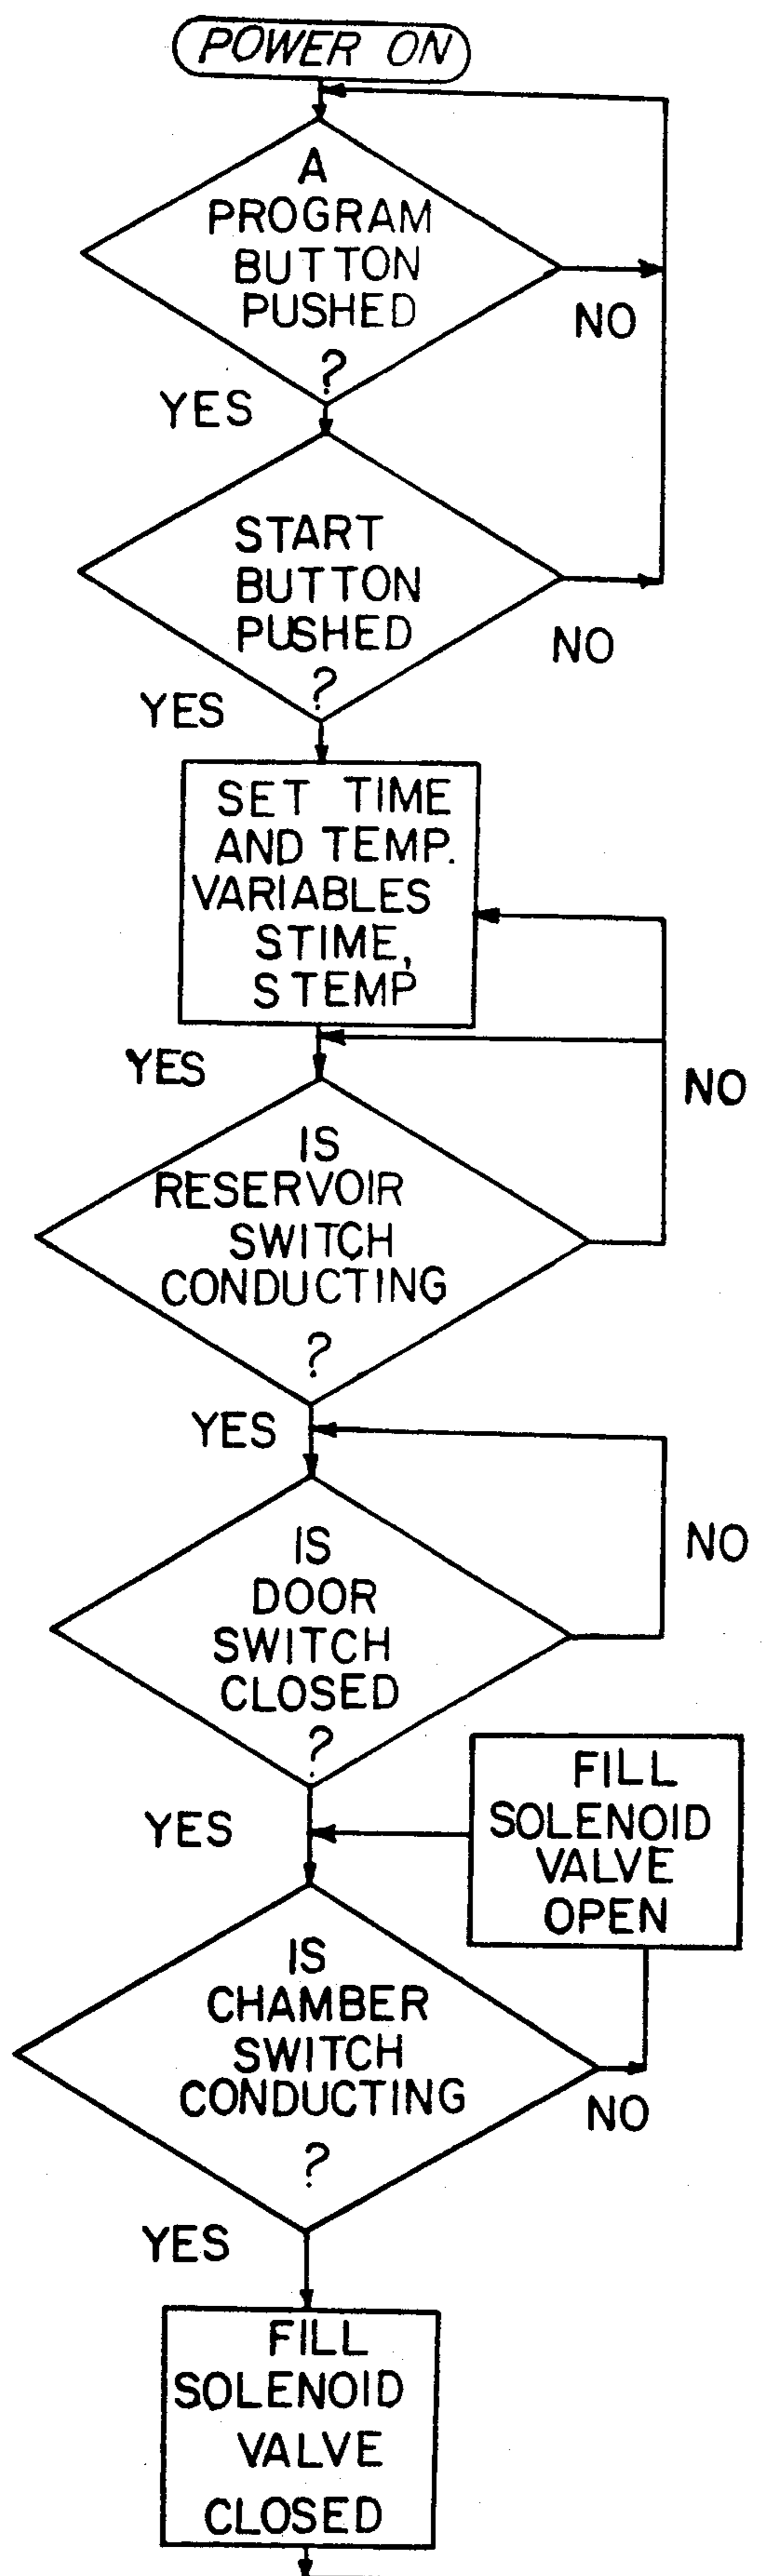 POWER ON
A
PROGRAM
BUTTON
PUSHED
?
NO
YES
START
BUTTON
PUSHED
?
NO
YES
SET TIME
AND TEMP.
VARIABLES
STIME,
STEMP
YES
NO
IS
RESERVOIR
SWITCH
CONDUCTING
?
YES
NO
IS
DOOR
SWITCH
CLOSED
?
YES
FILL
SOLENOID
VALVE
OPEN
IS
CHAMBER
SWITCH
CONDUCTING
?
NO
YES
FILL
SOLENOID
VALVE
CLOSED